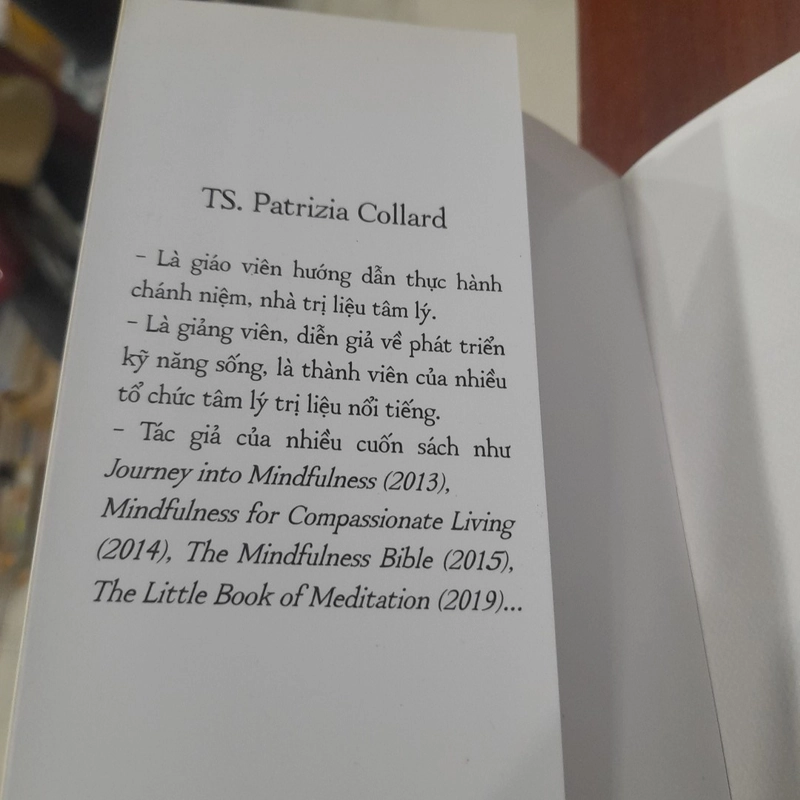 TS. Patrizia Collard
– Là giáo viên hướng dẫn thực hành
chánh niệm, nhà trị liệu tâm lý.
– Là giảng viên, diễn giả về phát triển
kỹ năng sống, là thành viên của nhiều
tổ chức tâm lý trị liệu nổi tiếng.
– Tác giả của nhiều cuốn sách như
Journey into Mindfulness (2013),
Mindfulness for Compassionate Living
(2014), The Mindfulness Bible (2015),
The Little Book of Meditation (2019)...